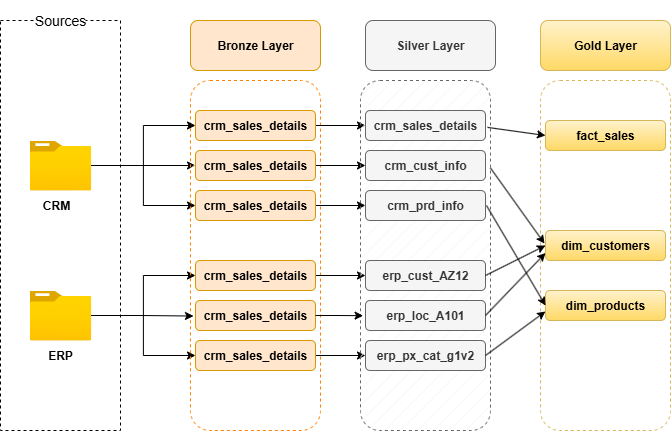 Sources
Bronze Layer
Silver Layer
Gold Layer
CRM
ERP
crm_sales_details
crm_sales_details
crm_sales_details
crm_sales_details
crm_sales_details
crm_sales_details
crm_sales_details
crm_cust_info
crm_prd_info
erp_cust_AZ12
erp_loc_A101
erp_px_cat_g1v2
fact_sales
dim_customers
dim_products